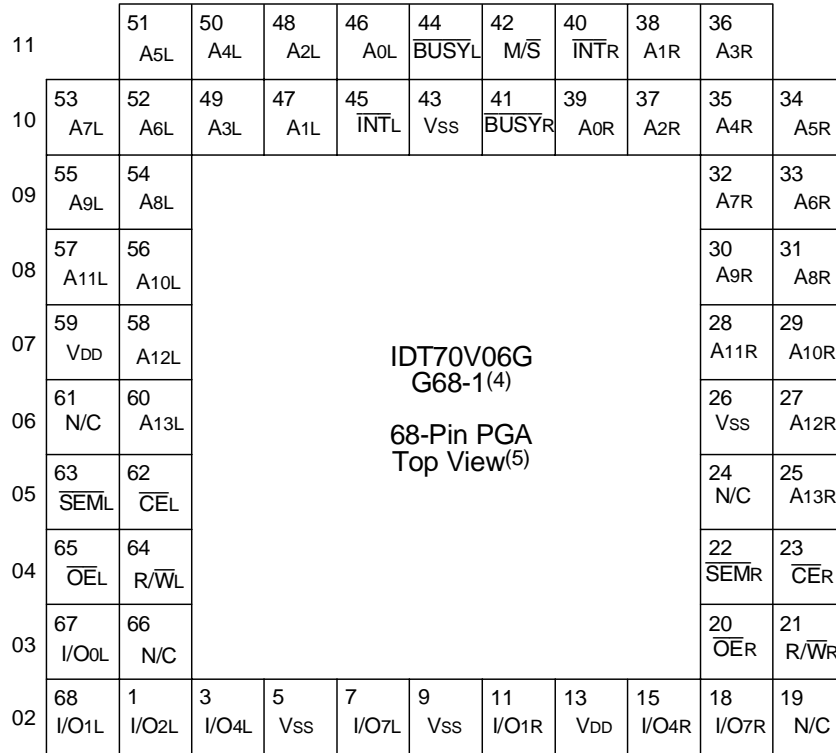 11
51 50 48 46 44 42 40 38 36
A5L A4L A2L A0L BUSYL M/S INTR A1R A3R
10
53 52 49 47 45 43 41 39 37 35 34
A7L A6L A3L A1L INTL VSS BUSYR A0R A2R A4R A5R
09
55 54 32 33
A9L A8L A7R A6R
08
57 56 30 31
A11L A10L A9R A8R
07
59 58 28 29
VDD A12L A11R A10R
IDT70V06G
G68-1(4)
06
61 60 26 27
N/C A13L VSS A12R
68-Pin PGA
Top View(5)
05
63 62 24 25
SEML CEL N/C A13R
04
65 64 22 23
OEL R/WL SEMR CER
03
67 66 20 21
I/O0L N/C OER R/WR
02
68 1 3 5 7 9 11 13 15 18 19
I/O1L I/O2L I/O4L VSS I/O7L VSS I/O1R VDD I/O4R I/O7R N/C